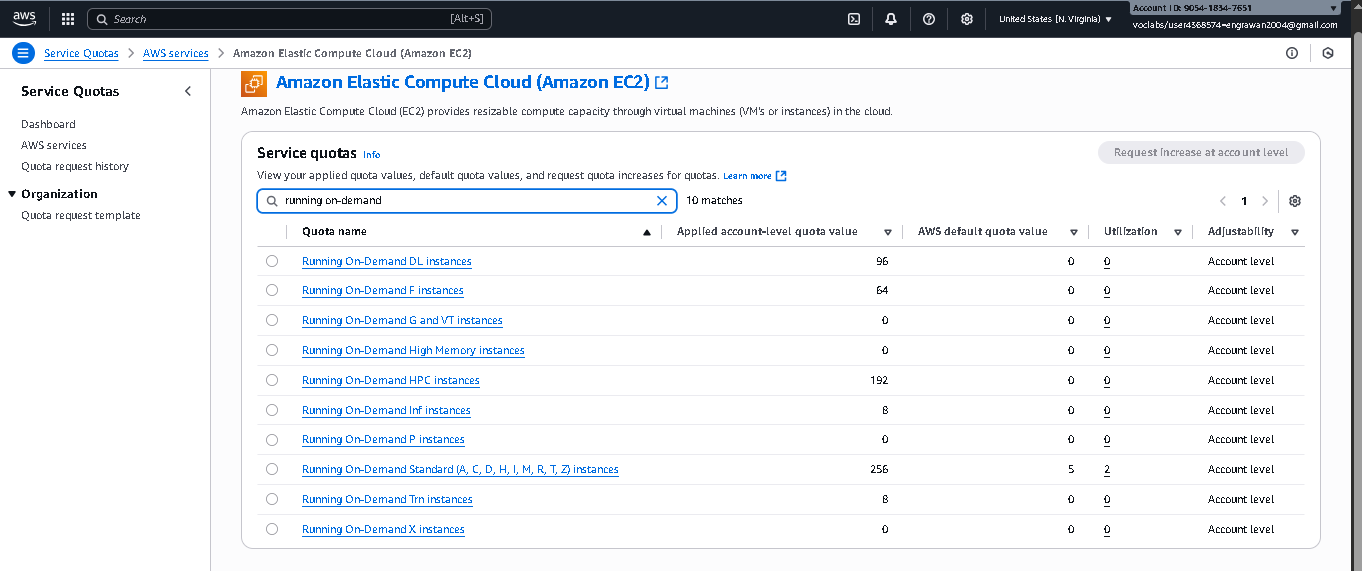 aws
Search [Alt+S] United States (N. Virginia)
Account ID: 9054-1834-7651
voclabs/user4368574=engrawan2004@gmail.com
Service Quotas > AWS services > Amazon Elastic Compute Cloud (Amazon EC2)
Service Quotas
Dashboard
AWS services
Quota request history
Organization
Quota request template
Amazon Elastic Compute Cloud (Amazon EC2)
Amazon Elastic Compute Cloud (EC2) provides resizable compute capacity through virtual machines (VM's or instances) in the cloud.
Service quotas Info Request increase at account level
View your applied quota values, default quota values, and request quota increases for quotas. Learn more
running on-demand 10 matches 1
Quota name Applied account-level quota value AWS default quota value Utilization Adjustability
Running On-Demand DL instances 96 0 0 Account level
Running On-Demand F instances 64 0 0 Account level
Running On-Demand G and VT instances 0 0 0 Account level
Running On-Demand High Memory instances 0 0 0 Account level
Running On-Demand HPC instances 192 0 0 Account level
Running On-Demand Inf instances 8 0 0 Account level
Running On-Demand P instances 0 0 0 Account level
Running On-Demand Standard (A, C, D, H, I, M, R, T, Z) instances 256 5 2 Account level
Running On-Demand Trn instances 8 0 0 Account level
Running On-Demand X instances 0 0 0 Account level